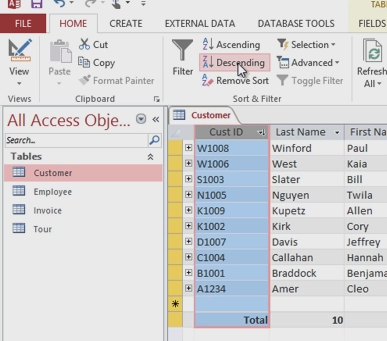 TABL
FILE HOME CREATE EXTERNAL DATA DATABASE TOOLS FIELDS
View
Views
Paste
Cut
Copy
Format Painter
Clipboard
Filter
Ascending
Descending
Remove Sort
Selection
Advanced
Toggle Filter
Sort & Filter
Refresh
All
All Access Obje...
Search...
Tables
Customer
Employee
Invoice
Tour
Customer
Cust ID Last Name First Na
W1008 Winford Paul
W1006 West Kaia
S1003 Slater Bill
N1005 Nguyen Twila
K1009 Kupetz Allen
K1002 Kirk Cory
D1007 Davis Jeffrey
C1004 Callahan Hannah
B1001 Braddock Benjama
A1234 Amer Cleo
Total 10